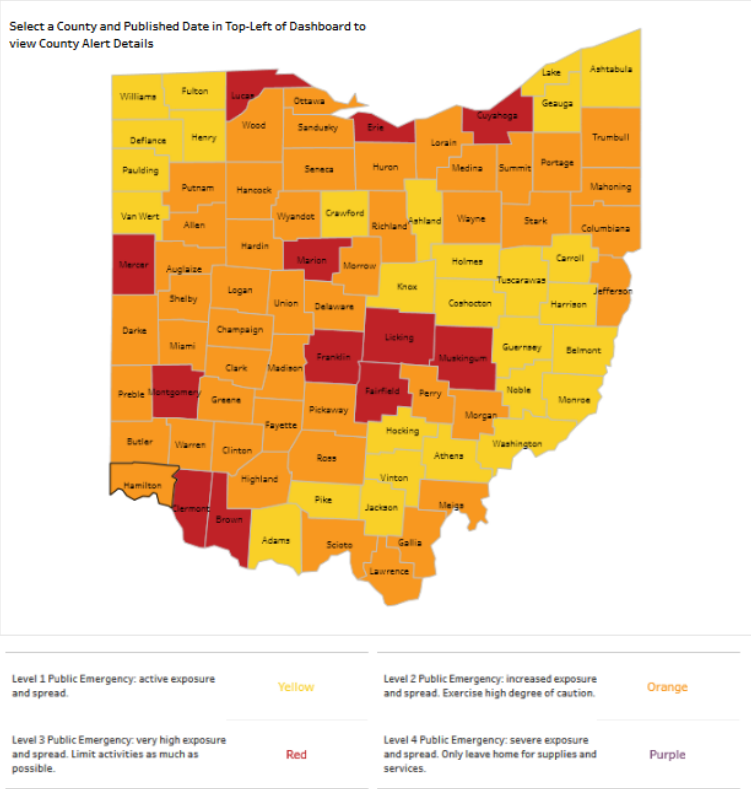 Select a County and Published Date in Top-Left of Dashboard to
view County Alert Details
Lake
Ashtabula
Williams
Fulton
Lucas
Ottawa
Geauga
Cuyahoga
Defiance
Henry
Wood
Sandusky
Erie
Lorain
Trumbull
Paulding
Putnam
Hancock
Seneca
Huron
Medina
Summit
Portage
Mahoning
Van Wert
Allen
Wyandot
Crawford
Richland
Ashland
Wayne
Stark
Columbiana
Mercer
Auglaize
Hardin
Marion
Morrow
Holmes
Carroll
Tuscarawas
Jefferson
Shelby
Logan
Union
Delaware
Knox
Coshocton
Harrison
Darke
Miami
Champaign
Licking
Muskingum
Guernsey
Belmont
Clark
Madison
Franklin
Fairfield
Perry
Noble
Monroe
Preble
Montgomery
Greene
Pickaway
Morgan
Fayette
Hocking
Washington
Butler
Warren
Clinton
Ross
Athens
Hamilton
Highland
Vinton
Clermont
Brown
Pike
Jackson
Meigs
Adams
Scioto
Gallia
Lawrence
Level 1 Public Emergency: active exposure
and spread.
Yellow
Level 2 Public Emergency: increased exposure
and spread. Exercise high degree of caution.
Orange
Level 3 Public Emergency: very high exposure
and spread. Limit activities as much as
possible.
Red
Level 4 Public Emergency: severe exposure
and spread. Only leave home for supplies and
services.
Purple